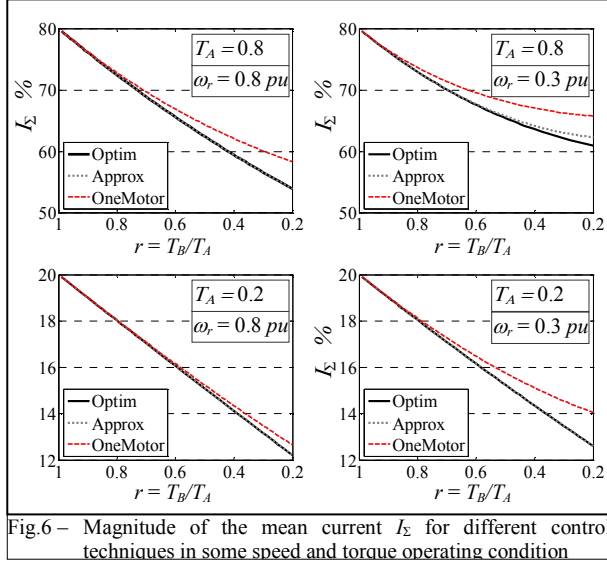 80
70
60
50
I_Σ %
T_A = 0.8
ω_r = 0.8 pu
Optim
Approx
OneMotor
1 0.8 0.6 0.4 0.2
r = T_B/T_A
80
70
60
50
I_Σ %
T_A = 0.8
ω_r = 0.3 pu
Optim
Approx
OneMotor
1 0.8 0.6 0.4 0.2
r = T_B/T_A
20
18
16
14
12
T_A = 0.2
ω_r = 0.8 pu
Optim
Approx
OneMotor
1 0.8 0.6 0.4 0.2
r = T_B/T_A
20
18
16
14
12
I_Σ %
T_A = 0.2
ω_r = 0.3 pu
Optim
Approx
OneMotor
1 0.8 0.6 0.4 0.2
r = T_B/T_A
Fig.6 – Magnitude of the mean current I_Σ for different control
techniques in some speed and torque operating condition